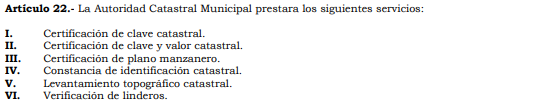 Artículo 22.- La Autoridad Catastral Municipal prestara los siguientes servicios:
I. Certificación de clave catastral.
II. Certificación de clave y valor catastral.
III. Certificación de plano manzanero.
IV. Constancia de identificación catastral.
V. Levantamiento topográfico catastral.
VI. Verificación de linderos.